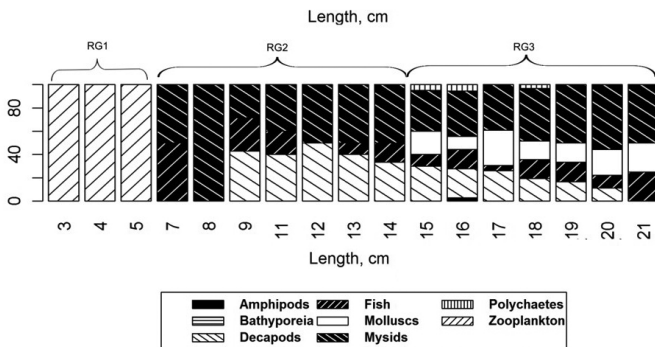 Length, cm
RG1 RG2 RG3
80
40
0
3 4 5 7 8 9 11 12 13 14 15 16 17 18 19 20 21
Length, cm
Amphipods Fish Polychaetes
Bathyporeia Molluscs Zooplankton
Decapods Mysids